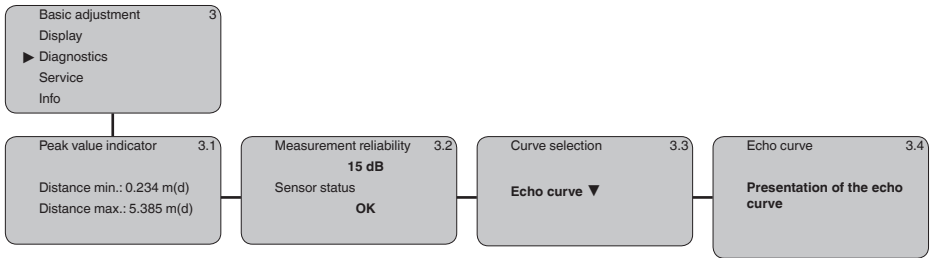 Basic adjustment 3
Display
▶ Diagnostics
Service
Info
Peak value indicator 3.1
Distance min.: 0.234 m(d)
Distance max.: 5.385 m(d)
Measurement reliability 3.2
15 dB
Sensor status
OK
Curve selection 3.3
Echo curve ▼
Echo curve 3.4
Presentation of the echo
curve